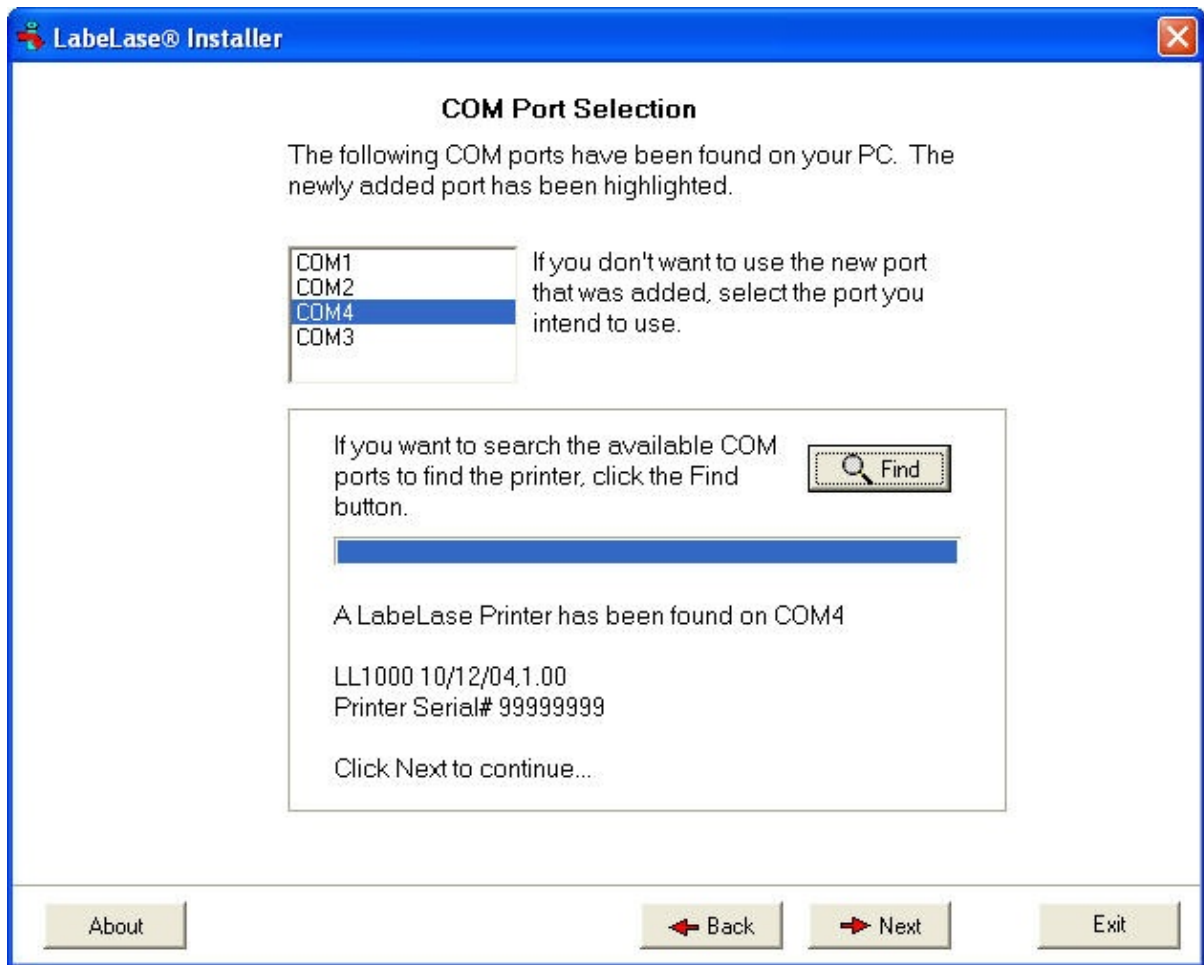 LabeLase® Installer
COM Port Selection
The following COM ports have been found on your PC. The
newly added port has been highlighted.
COM1
COM2
COM4
COM3
If you don't want to use the new port
that was added, select the port you
intend to use.
If you want to search the available COM
ports to find the printer, click the Find
button.
Find
A LabeLase Printer has been found on COM4
LL1000 10/12/04,1.00
Printer Serial# 99999999
Click Next to continue...
About
Back
Next
Exit